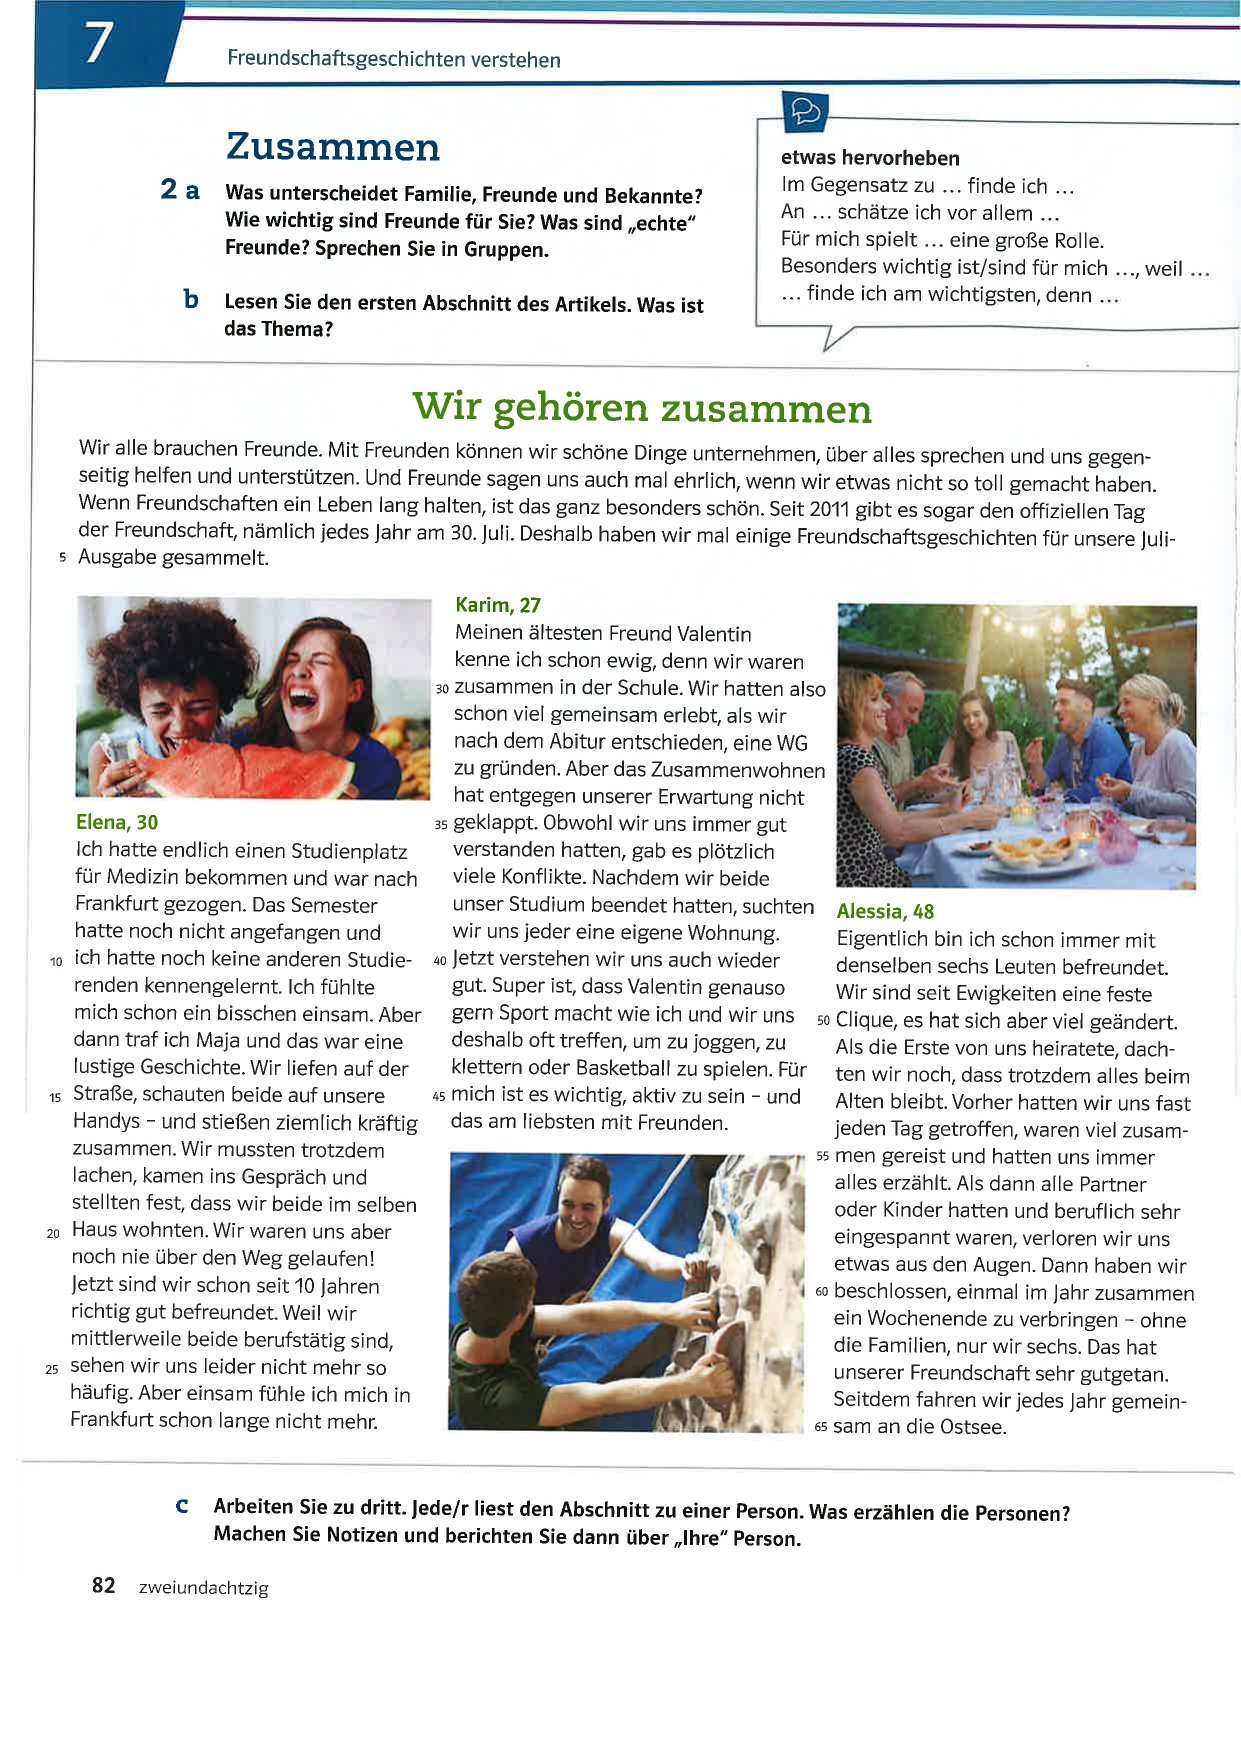 7
Freundschaftsgeschichten verstehen
Zusammen
2 a Was unterscheidet Familie, Freunde und Bekannte?
Wie wichtig sind Freunde für Sie? Was sind „echte“
Freunde? Sprechen Sie in Gruppen.
b Lesen Sie den ersten Abschnitt des Artikels. Was ist
das Thema?
etwas hervorheben
Im Gegensatz zu ... finde ich ...
An ... schätze ich vor allem ...
Für mich spielt ... eine große Rolle.
Besonders wichtig ist/sind für mich ..., weil ...
... finde ich am wichtigsten, denn ...
Wir gehören zusammen
Wir alle brauchen Freunde. Mit Freunden können wir schöne Dinge unternehmen, über alles sprechen und uns gegen-
seitig helfen und unterstützen. Und Freunde sagen uns auch mal ehrlich, wenn wir etwas nicht so toll gemacht haben.
Wenn Freundschaften ein Leben lang halten, ist das ganz besonders schön. Seit 2011 gibt es sogar den offiziellen Tag
der Freundschaft, nämlich jedes Jahr am 30. Juli. Deshalb haben wir mal einige Freundschaftsgeschichten für unsere Juli-
5 Ausgabe gesammelt.
Elena, 30
Ich hatte endlich einen Studienplatz
für Medizin bekommen und war nach
Frankfurt gezogen. Das Semester
hatte noch nicht angefangen und
10 ich hatte noch keine anderen Studie-
renden kennengelernt. Ich fühlte
mich schon ein bisschen einsam. Aber
dann traf ich Maja und das war eine
lustige Geschichte. Wir liefen auf der
15 Straße, schauten beide auf unsere
Handys – und stießen ziemlich kräftig
zusammen. Wir mussten trotzdem
lachen, kamen ins Gespräch und
stellten fest, dass wir beide im selben
20 Haus wohnten. Wir waren uns aber
noch nie über den Weg gelaufen!
Jetzt sind wir schon seit 10 Jahren
richtig gut befreundet. Weil wir
mittlerweile beide berufstätig sind,
25 sehen wir uns leider nicht mehr so
häufig. Aber einsam fühle ich mich in
Frankfurt schon lange nicht mehr.
Karim, 27
Meinen ältesten Freund Valentin
kenne ich schon ewig, denn wir waren
30 zusammen in der Schule. Wir hatten also
schon viel gemeinsam erlebt, als wir
nach dem Abitur entschieden, eine WG
zu gründen. Aber das Zusammenwohnen
hat entgegen unserer Erwartung nicht
35 geklappt. Obwohl wir uns immer gut
verstanden hatten, gab es plötzlich
viele Konflikte. Nachdem wir beide
unser Studium beendet hatten, suchten
wir uns jeder eine eigene Wohnung.
40 Jetzt verstehen wir uns auch wieder
gut. Super ist, dass Valentin genauso
gern Sport macht wie ich und wir uns
deshalb oft treffen, um zu joggen, zu
klettern oder Basketball zu spielen. Für
45 mich ist es wichtig, aktiv zu sein – und
das am liebsten mit Freunden.
Alessia, 48
Eigentlich bin ich schon immer mit
denselben sechs Leuten befreundet.
Wir sind seit Ewigkeiten eine feste
50 Clique, es hat sich aber viel geändert.
Als die Erste von uns heiratete, dach-
ten wir noch, dass trotzdem alles beim
Alten bleibt. Vorher hatten wir uns fast
jeden Tag getroffen, waren viel zusam-
55 men gereist und hatten uns immer
alles erzählt. Als dann alle Partner
oder Kinder hatten und beruflich sehr
eingespannt waren, verloren wir uns
etwas aus den Augen. Dann haben wir
60 beschlossen, einmal im Jahr zusammen
ein Wochenende zu verbringen – ohne
die Familien, nur wir sechs. Das hat
unserer Freundschaft sehr gutgetan.
Seitdem fahren wir jedes Jahr gemein-
65 sam an die Ostsee.
c Arbeiten Sie zu dritt. Jede/r liest den Abschnitt zu einer Person. Was erzählen die Personen?
Machen Sie Notizen und berichten Sie dann über „Ihre“ Person.
82 zweiundachtzig